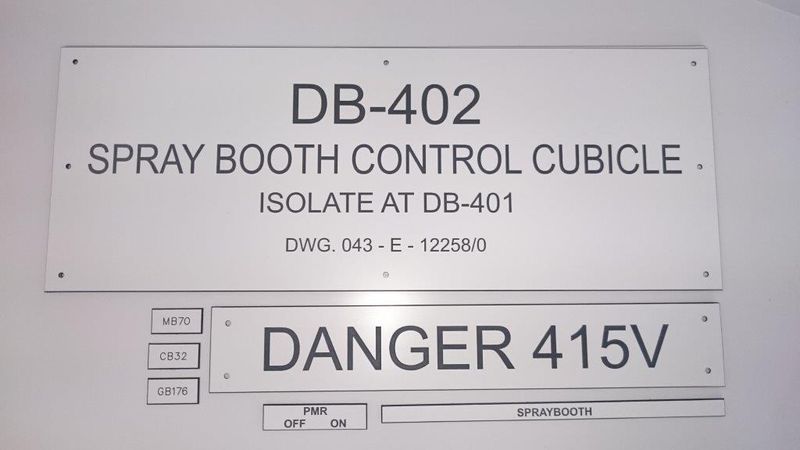 DB-402
SPRAY BOOTH CONTROL CUBICLE
ISOLATE AT DB-401
DWG. 043 - E - 12258/0
MB70
CB32
GB176
DANGER 415V
PMR
OFF ON
SPRAYBOOTH